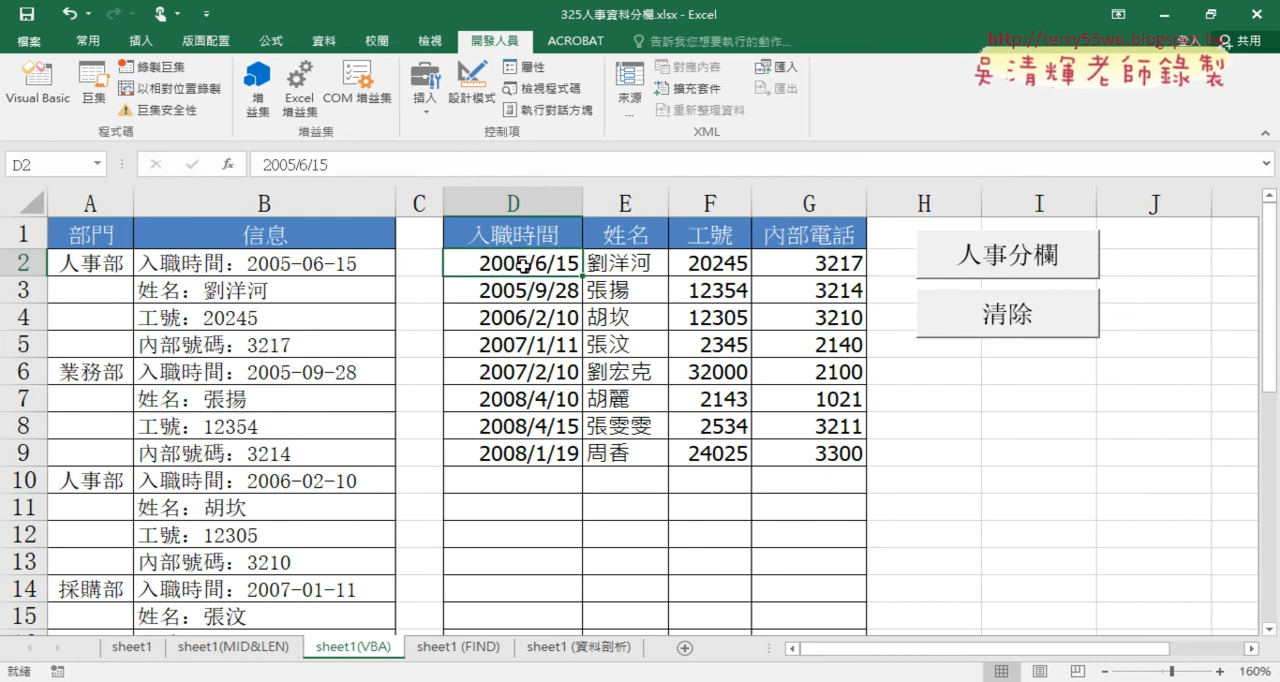 325人事資料分欄.xlsx - Excel
檔案 常用 插入 版面配置 公式 資料 校閱 檢視 開發人員 ACROBAT 告訴我您想要執行的動作... 登入 共用
http://terry55wu.blogspot.tw
吳清輝老師錄製
Visual Basic 巨集 錄製巨集 以相對位置錄製 巨集安全性
程式碼
增益集 Excel 增益集 COM 增益集
增益集
插入 設計模式 屬性 檢視程式碼 執行對話方塊
控制項
來源... 對應內容 擴充套件 重新整理資料 匯入 匯出
XML
D2 fx 2005/6/15
A B C D E F G H I J
1 部門 信息 入職時間 姓名 工號 內部電話
2 人事部 入職時間：2005-06-15 2005/6/15 劉洋河 20245 3217 人事分欄
3 姓名：劉洋河 2005/9/28 張揚 12354 3214
4 工號：20245 2006/2/10 胡坎 12305 3210 清除
5 內部號碼：3217 2007/1/11 張汶 2345 2140
6 業務部 入職時間：2005-09-28 2007/2/10 劉宏克 32000 2100
7 姓名：張揚 2008/4/10 胡麗 2143 1021
8 工號：12354 2008/4/15 張雯雯 2534 3211
9 內部號碼：3214 2008/1/19 周香 24025 3300
10 人事部 入職時間：2006-02-10
11 姓名：胡坎
12 工號：12305
13 內部號碼：3210
14 採購部 入職時間：2007-01-11
15 姓名：張汶
sheet1 sheet1(MID&LEN) sheet1(VBA) sheet1 (FIND) sheet1 (資料剖析)
就緒 160%